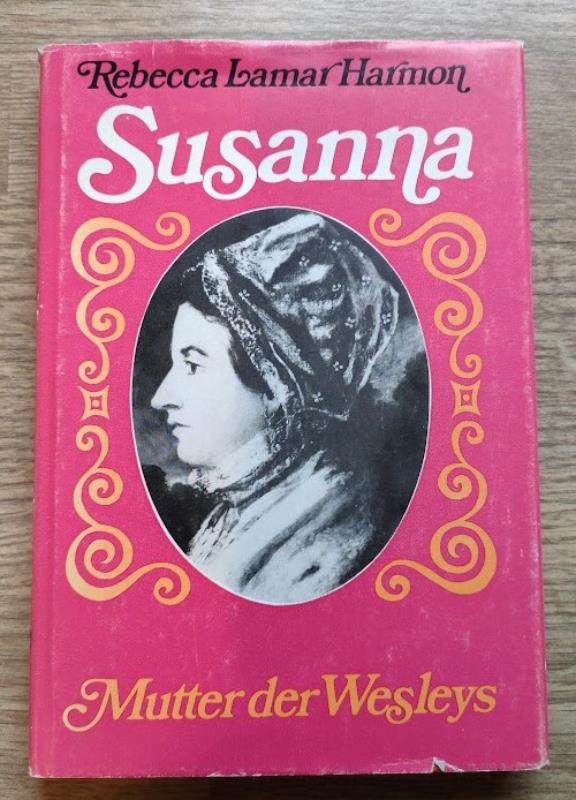 Rebecca Lamar Harmon
Susanna
Mutter der Wesleys